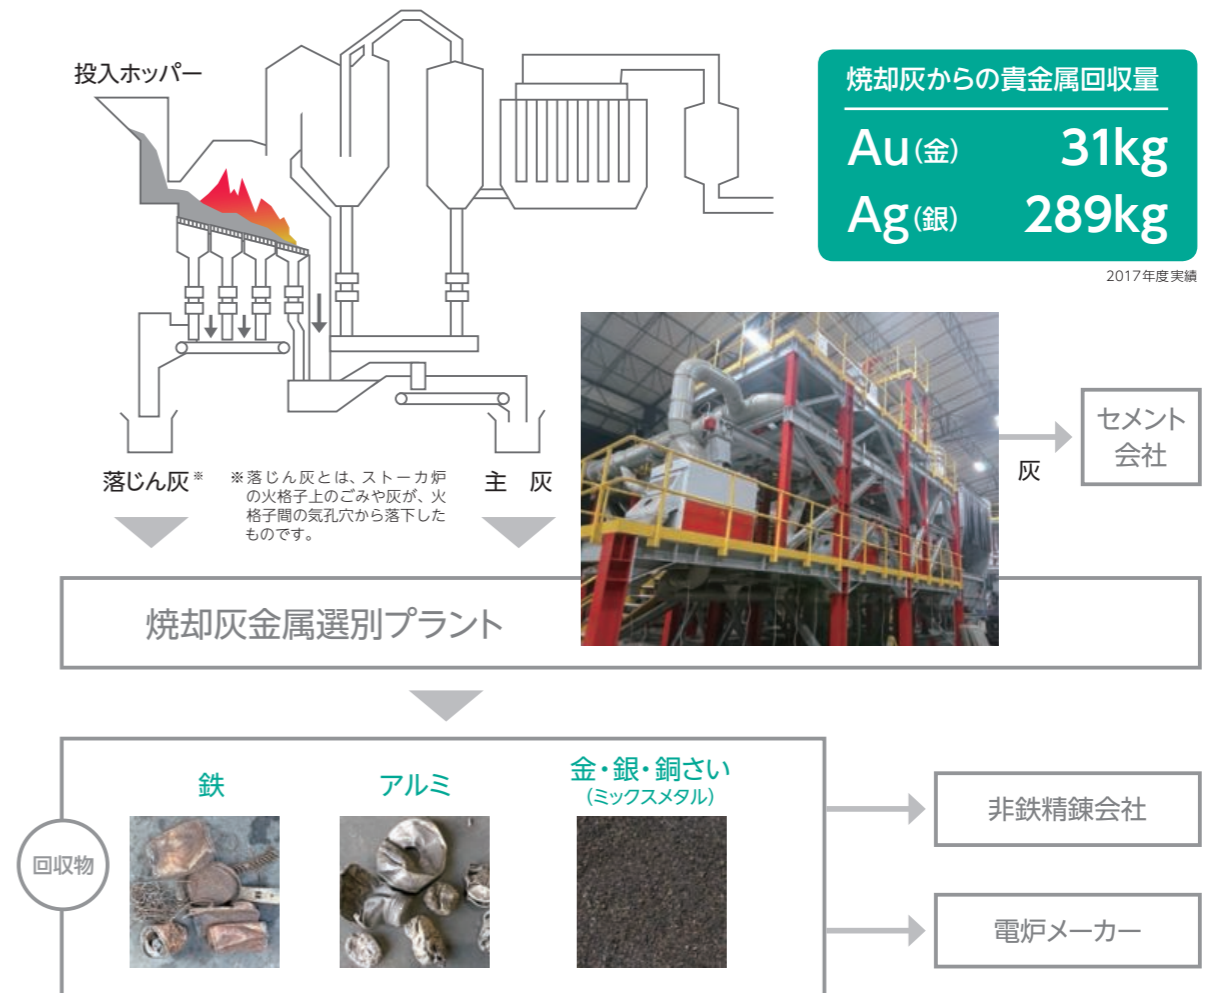 投入ホッパー
焼却灰からの貴金属回収量
Au(金) 31kg
Ag(銀) 289kg
2017年度実績
落じん灰※
※落じん灰とは、ストーカ炉
の火格子上のごみや灰が、火
格子間の気孔穴から落下した
ものです。
主 灰
灰
セメント
会社
焼却灰金属選別プラント
回収物
鉄
アルミ
金・銀・銅さい
(ミックスメタル)
非鉄精錬会社
電炉メーカー